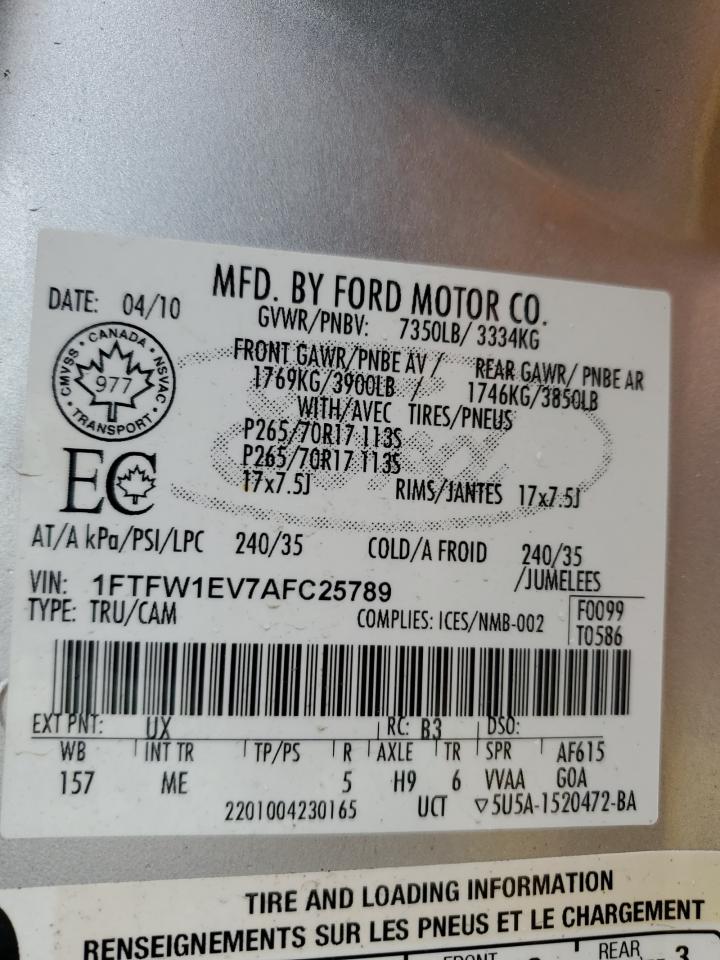 MFD. BY FORD MOTOR CO.
DATE: 04/10
GVWR/PNBV: 7350LB/ 3334KG
CMVSS • CANADA • NSVAC • TRANSPORT •
977
FRONT GAWR/PNBE AV / REAR GAWR/ PNBE AR
1769KG/3900LB / 1746KG/3850LB
WITH/AVEC TIRES/PNEUS
P265/70R17 113S
P265/70R17 113S
17x7.5J RIMS/JANTES 17x7.5J
EC
AT/A kPa/PSI/LPC 240/35 COLD/A FROID 240/35
/JUMELEES
VIN: 1FTFW1EV7AFC25789
TYPE: TRU/CAM COMPLIES: ICES/NMB-002
F0099
T0586
EXT PNT: UX RC: B3 DSO:
WB INT TR TP/PS R AXLE TR SPR AF615
157 ME 5 H9 6 VVAA GOA
2201004230165 UCT ▽5U5A-1520472-BA
TIRE AND LOADING INFORMATION
RENSEIGNEMENTS SUR LES PNEUS ET LE CHARGEMENT
FRONT REAR 3